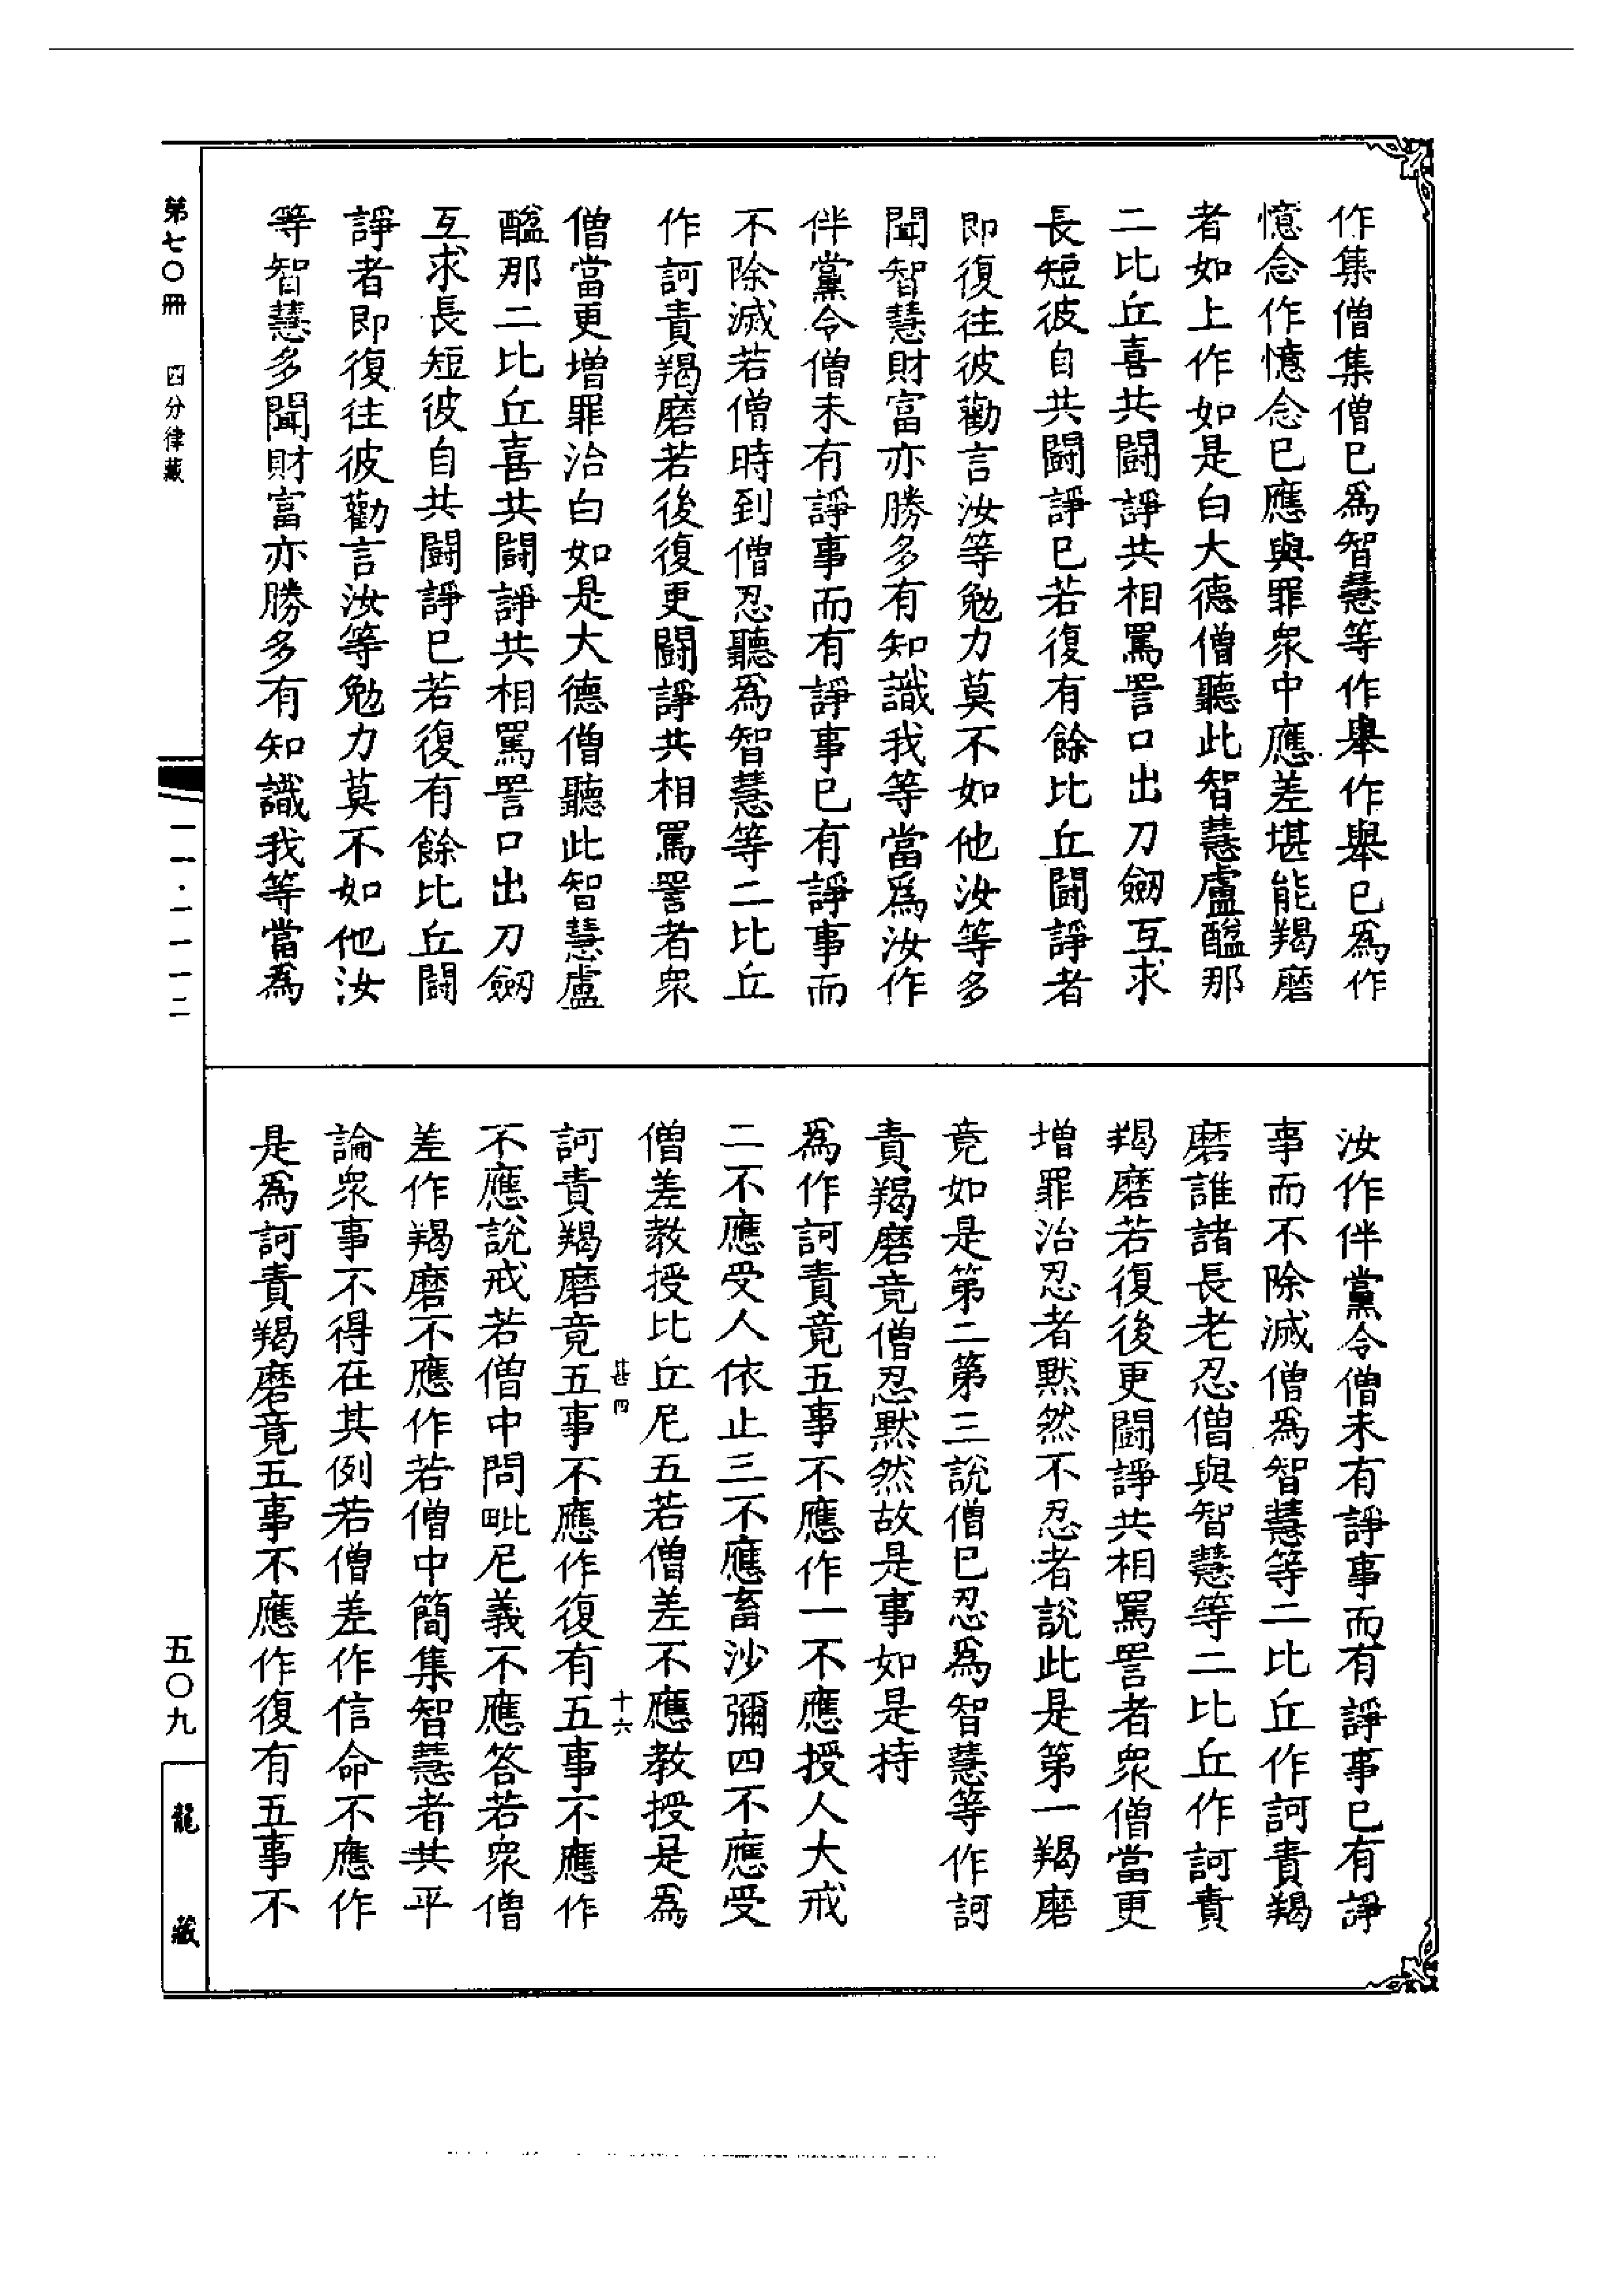 作集僧集僧已為智慧等作舉作舉已為作
憶念作憶念已應與罪眾中應差堪能羯磨
者如上作如是白大德僧聽此智慧盧醯那
二比丘喜共鬪諍共相罵詈口出刀劒互求
長短彼自共鬪諍已若復有餘比丘鬪諍者
即復往彼勸言汝等勉力莫不如他汝等多
聞智慧財富亦勝多有知識我等當為汝作
伴黨令僧未有諍事而有諍事已有諍事而
不除滅若僧時到僧忍聽為智慧等二比丘
作訶責羯磨若後復更鬪諍共相罵詈者眾
僧當更增罪治白如是大德僧聽此智慧盧
醯那二比丘喜共鬪諍共相罵詈口出刀劒
互求長短彼自共鬪諍已若復有餘比丘鬪
諍者即復往彼勸言汝等勉力莫不如他汝
等智慧多聞財富亦勝多有知識我等當為
汝作伴黨令僧未有諍事而有諍事已有諍
事而不除滅僧為智慧等二比丘作訶責羯
磨誰諸長老忍僧與智慧等二比丘作訶責
羯磨若復後更鬪諍共相罵詈者眾僧當更
增罪治忍者默然不忍者說此是第一羯磨
竟如是第二第三說僧已忍為智慧等作訶
責羯磨竟僧忍默然故是事如是持
為作訶責竟五事不應作一不應授人大戒
二不應受人依止三不應畜沙彌四不應受
僧差教授比丘尼五若僧差不應教授是為
甚四 十六
訶責羯磨竟五事不應作復有五事不應作
不應說戒若僧中問毗尼義不應答若眾僧
差作羯磨不應作若僧中簡集智慧者共平
論眾事不得在其例若僧差作信命不應作
是為訶責羯磨竟五事不應作復有五事不
第七〇冊 四分律藏
一一·二一一二
五〇九
龍藏